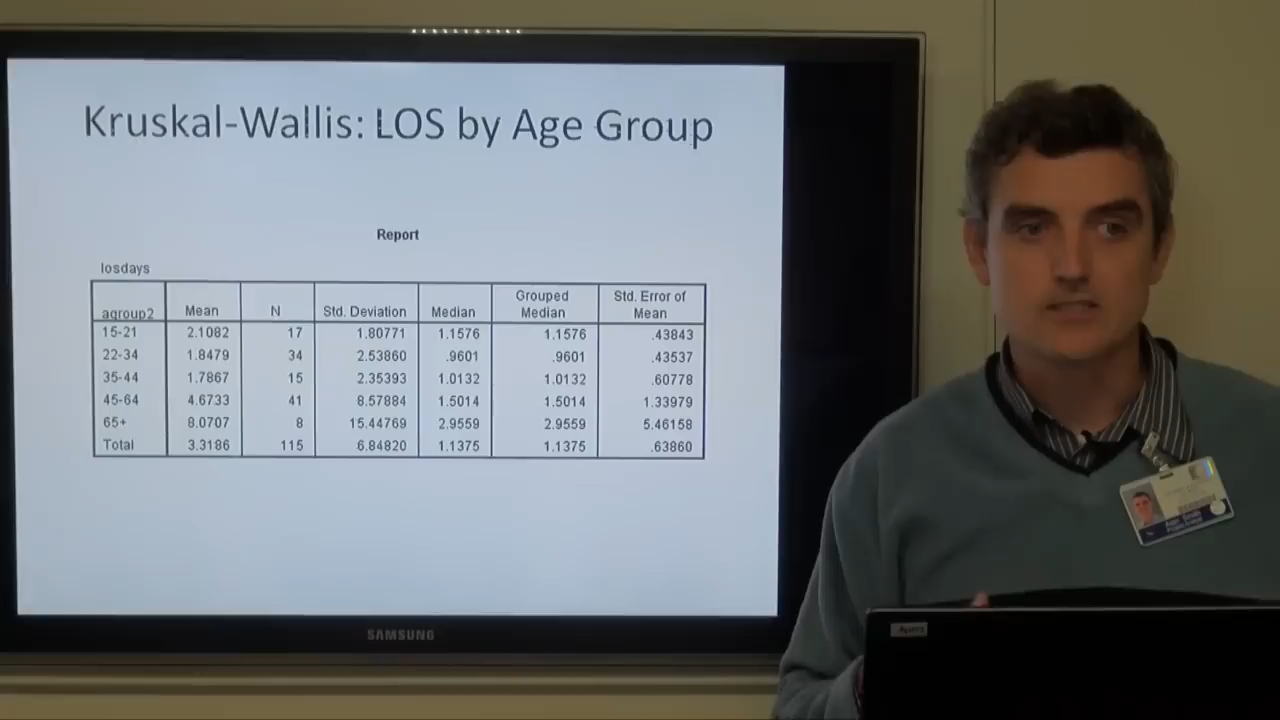 Kruskal-Wallis: LOS by Age Group
Report
losdays
agroup2 Mean N Std. Deviation Median Grouped Median Std. Error of Mean
15-21 2.1082 17 1.80771 1.1576 1.1576 .43843
22-34 1.8479 34 2.53860 .9601 .9601 .43537
35-44 1.7867 15 2.35393 1.0132 1.0132 .60778
45-64 4.6733 41 8.57884 1.5014 1.5014 1.33979
65+ 8.0707 8 15.44769 2.9559 2.9559 5.46158
Total 3.3186 115 6.84820 1.1375 1.1375 .63860
SAMSUNG